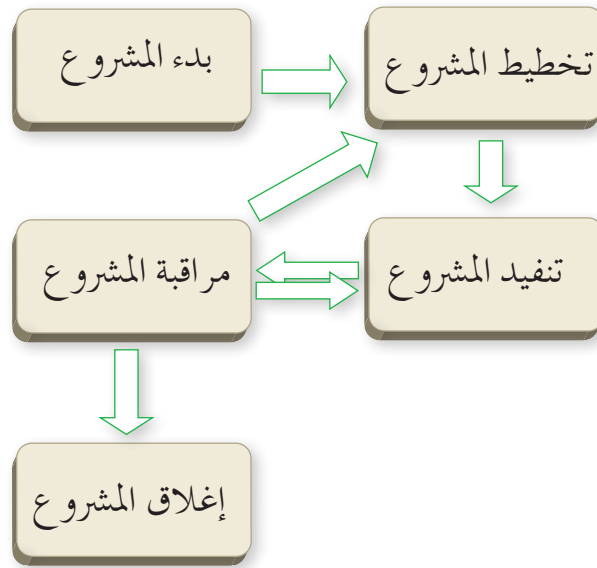 بدء المشروع
تخطيط المشروع
تنفيد المشروع
مراقبة المشروع
إغلاق المشروع